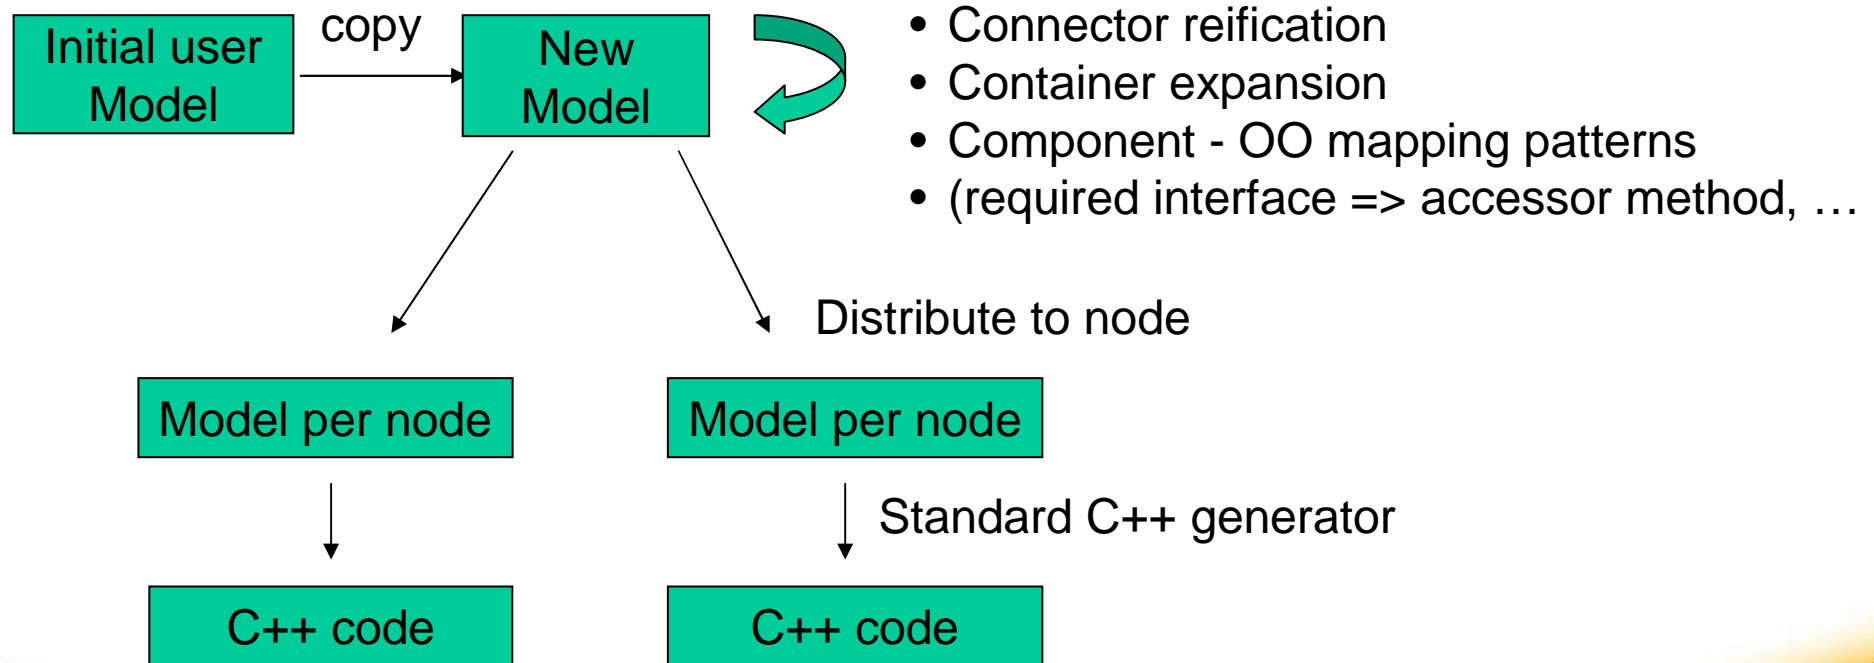 Initial user
Model
copy
New
Model
• Connector reification
• Container expansion
• Component - OO mapping patterns
• (required interface => accessor method, …
Distribute to node
Model per node
Model per node
Standard C++ generator
C++ code
C++ code